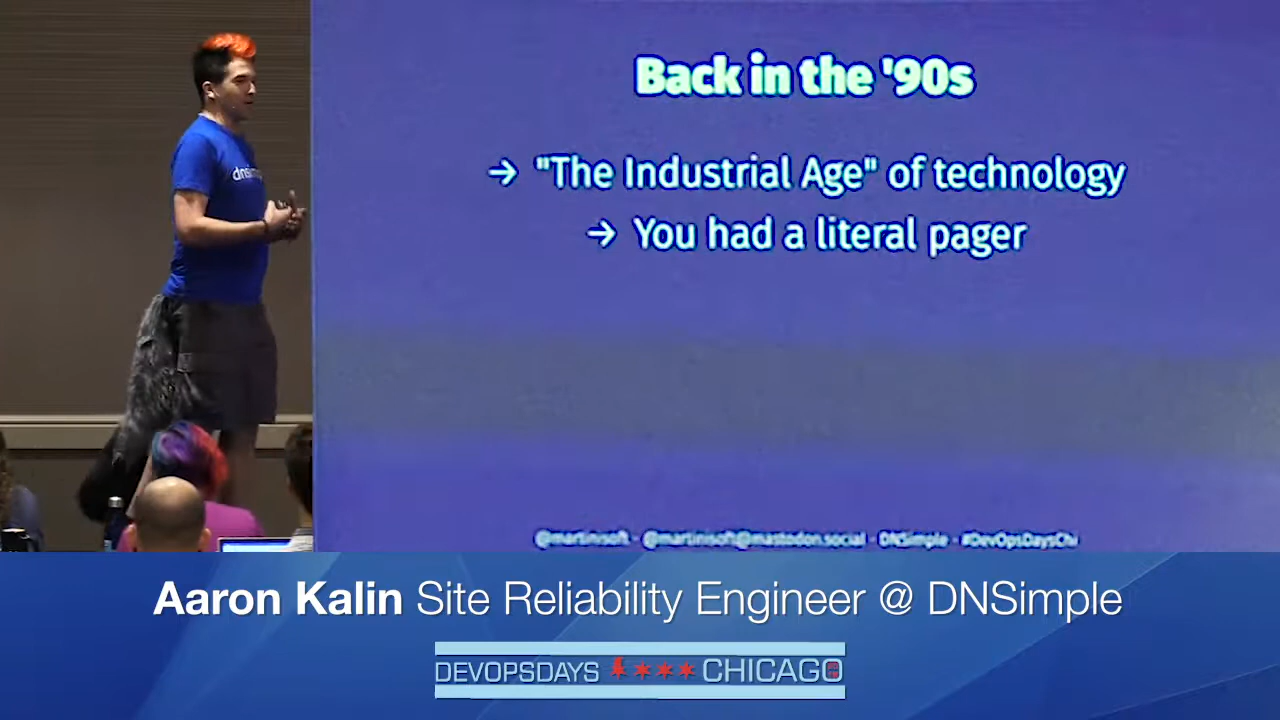 Back in the '90s
→ "The Industrial Age" of technology
→ You had a literal pager
dnsim
@martinisoft - @martinisoft@mastodon.social - DNSimple - #DevOpsDaysChi
Aaron Kalin Site Reliability Engineer @ DNSimple
DEVOPSDAYS CHICAGO